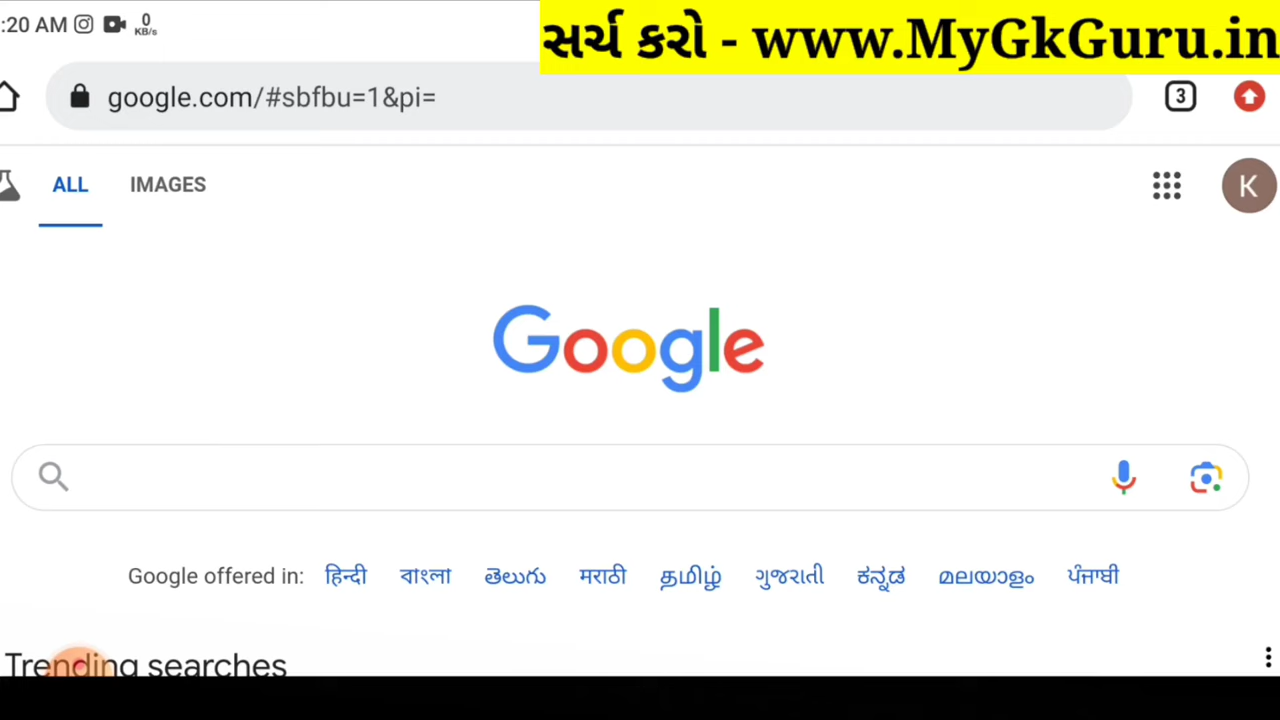 :20 AM 0 KB/s
સર્ચ કરો - www.MyGkGuru.in
google.com/#sbfbu=1&pi=
3
ALL IMAGES
K
Google
Google offered in: हिन्दी বাংলা తెలుగు मराठी தமிழ் ગુજરાતી ಕನ್ನಡ മലയാളം ਪੰਜਾਬੀ
Trending searches